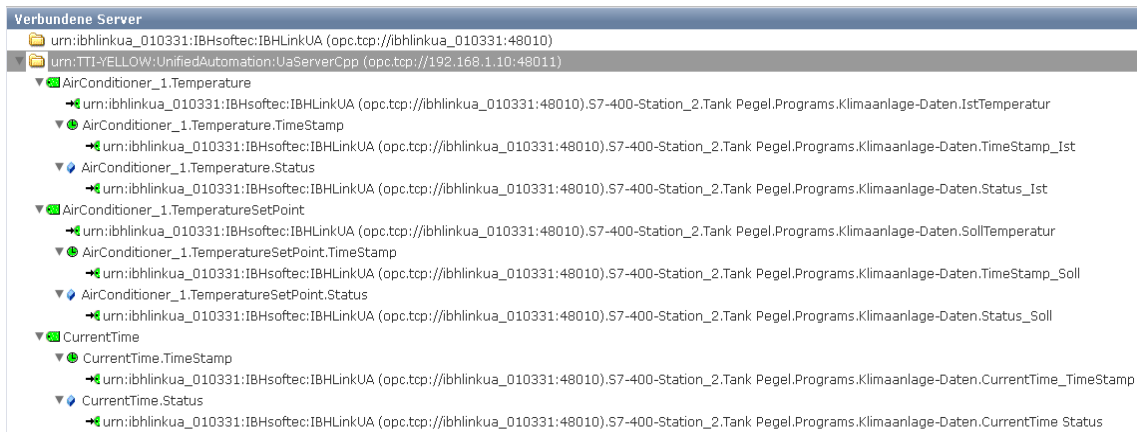 Verbundene Server
urn:ibhlinkua_010331:IBHsoftec:IBHLinkUA (opc.tcp://ibhlinkua_010331:48010)
urn:TTI-YELLOW:UnifiedAutomation:UaServerCpp (opc.tcp://192.168.1.10:48011)
AirConditioner_1.Temperature
urn:ibhlinkua_010331:IBHsoftec:IBHLinkUA (opc.tcp://ibhlinkua_010331:48010).S7-400-Station_2.Tank Pegel.Programs.Klimaanlage-Daten.IstTemperatur
AirConditioner_1.Temperature.TimeStamp
urn:ibhlinkua_010331:IBHsoftec:IBHLinkUA (opc.tcp://ibhlinkua_010331:48010).S7-400-Station_2.Tank Pegel.Programs.Klimaanlage-Daten.TimeStamp_Ist
AirConditioner_1.Temperature.Status
urn:ibhlinkua_010331:IBHsoftec:IBHLinkUA (opc.tcp://ibhlinkua_010331:48010).S7-400-Station_2.Tank Pegel.Programs.Klimaanlage-Daten.Status_Ist
AirConditioner_1.TemperatureSetPoint
urn:ibhlinkua_010331:IBHsoftec:IBHLinkUA (opc.tcp://ibhlinkua_010331:48010).S7-400-Station_2.Tank Pegel.Programs.Klimaanlage-Daten.SollTemperatur
AirConditioner_1.TemperatureSetPoint.TimeStamp
urn:ibhlinkua_010331:IBHsoftec:IBHLinkUA (opc.tcp://ibhlinkua_010331:48010).S7-400-Station_2.Tank Pegel.Programs.Klimaanlage-Daten.TimeStamp_Soll
AirConditioner_1.TemperatureSetPoint.Status
urn:ibhlinkua_010331:IBHsoftec:IBHLinkUA (opc.tcp://ibhlinkua_010331:48010).S7-400-Station_2.Tank Pegel.Programs.Klimaanlage-Daten.Status_Soll
CurrentTime
CurrentTime.TimeStamp
urn:ibhlinkua_010331:IBHsoftec:IBHLinkUA (opc.tcp://ibhlinkua_010331:48010).S7-400-Station_2.Tank Pegel.Programs.Klimaanlage-Daten.CurrentTime_TimeStamp
CurrentTime.Status
urn:ibhlinkua_010331:IBHsoftec:IBHLinkUA (opc.tcp://ibhlinkua_010331:48010).S7-400-Station_2.Tank Pegel.Programs.Klimaanlage-Daten.CurrentTime Status